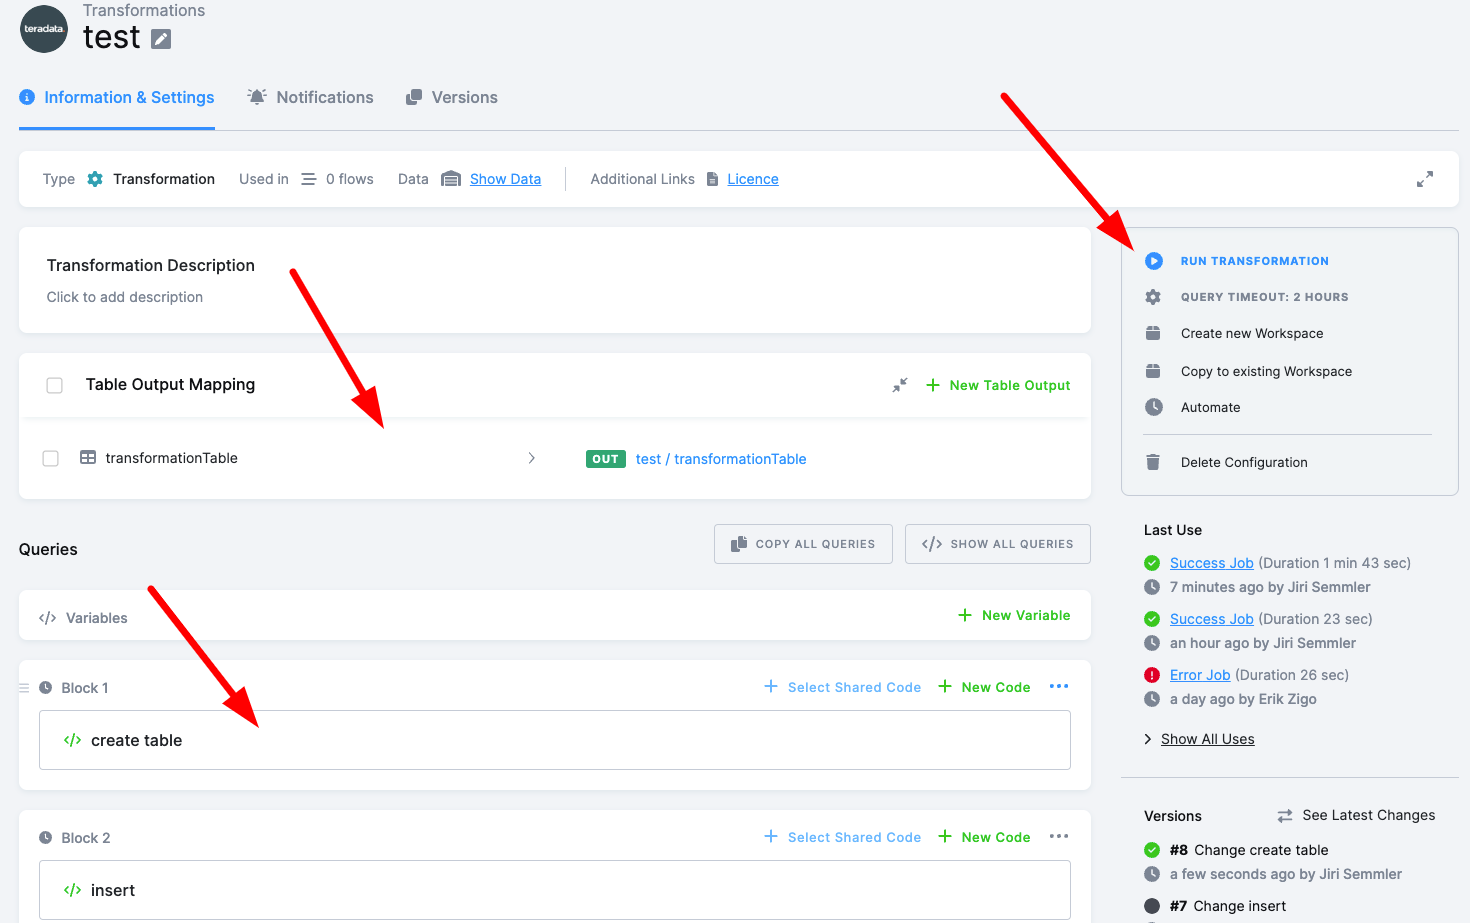 teradata.
Transformations
test
Information & Settings
Notifications
Versions
Type Transformation Used in 0 flows Data Show Data Additional Links Licence
Transformation Description
Click to add description
Table Output Mapping
New Table Output
transformationTable
OUT test / transformationTable
Queries
COPY ALL QUERIES
</> SHOW ALL QUERIES
</> Variables
New Variable
Block 1
Select Shared Code
New Code
</> create table
Block 2
Select Shared Code
New Code
</> insert
RUN TRANSFORMATION
QUERY TIMEOUT: 2 HOURS
Create new Workspace
Copy to existing Workspace
Automate
Delete Configuration
Last Use
Success Job (Duration 1 min 43 sec)
7 minutes ago by Jiri Semmler
Success Job (Duration 23 sec)
an hour ago by Jiri Semmler
Error Job (Duration 26 sec)
a day ago by Erik Zigo
Show All Uses
Versions
See Latest Changes
#8 Change create table
a few seconds ago by Jiri Semmler
#7 Change insert